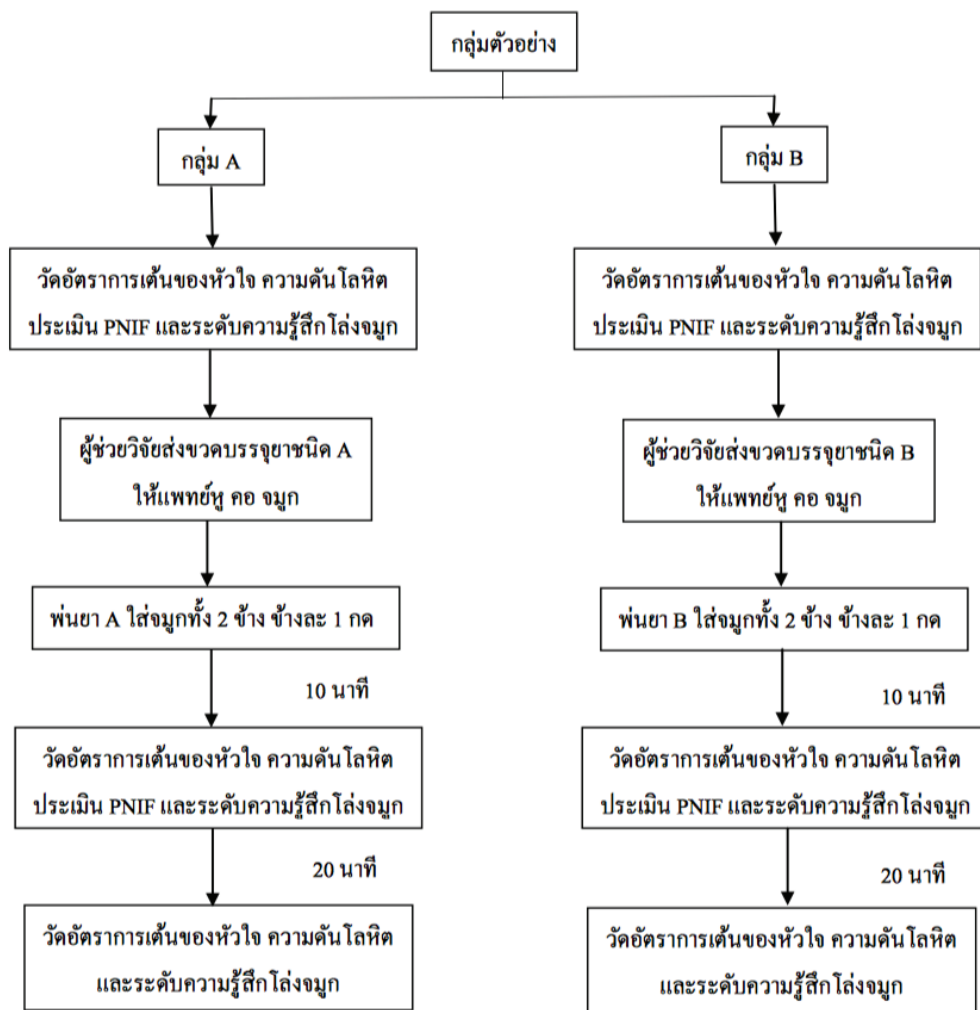 กลุ่มตัวอย่าง
กลุ่ม A
กลุ่ม B
วัดอัตราการเต้นของหัวใจ ความดันโลหิต
ประเมิน PNIF และระดับความรู้สึกโล่งจมูก
วัดอัตราการเต้นของหัวใจ ความดันโลหิต
ประเมิน PNIF และระดับความรู้สึกโล่งจมูก
ผู้ช่วยวิจัยส่งขวดบรรจุยาชนิด A
ให้แพทย์หู คอ จมูก
ผู้ช่วยวิจัยส่งขวดบรรจุยาชนิด B
ให้แพทย์หู คอ จมูก
พ่นยา A ใส่จมูกทั้ง 2 ข้าง ข้างละ 1 กด
พ่นยา B ใส่จมูกทั้ง 2 ข้าง ข้างละ 1 กด
10 นาที
10 นาที
วัดอัตราการเต้นของหัวใจ ความดันโลหิต
ประเมิน PNIF และระดับความรู้สึกโล่งจมูก
วัดอัตราการเต้นของหัวใจ ความดันโลหิต
ประเมิน PNIF และระดับความรู้สึกโล่งจมูก
20 นาที
20 นาที
วัดอัตราการเต้นของหัวใจ ความดันโลหิต
และระดับความรู้สึกโล่งจมูก
วัดอัตราการเต้นของหัวใจ ความดันโลหิต
และระดับความรู้สึกโล่งจมูก